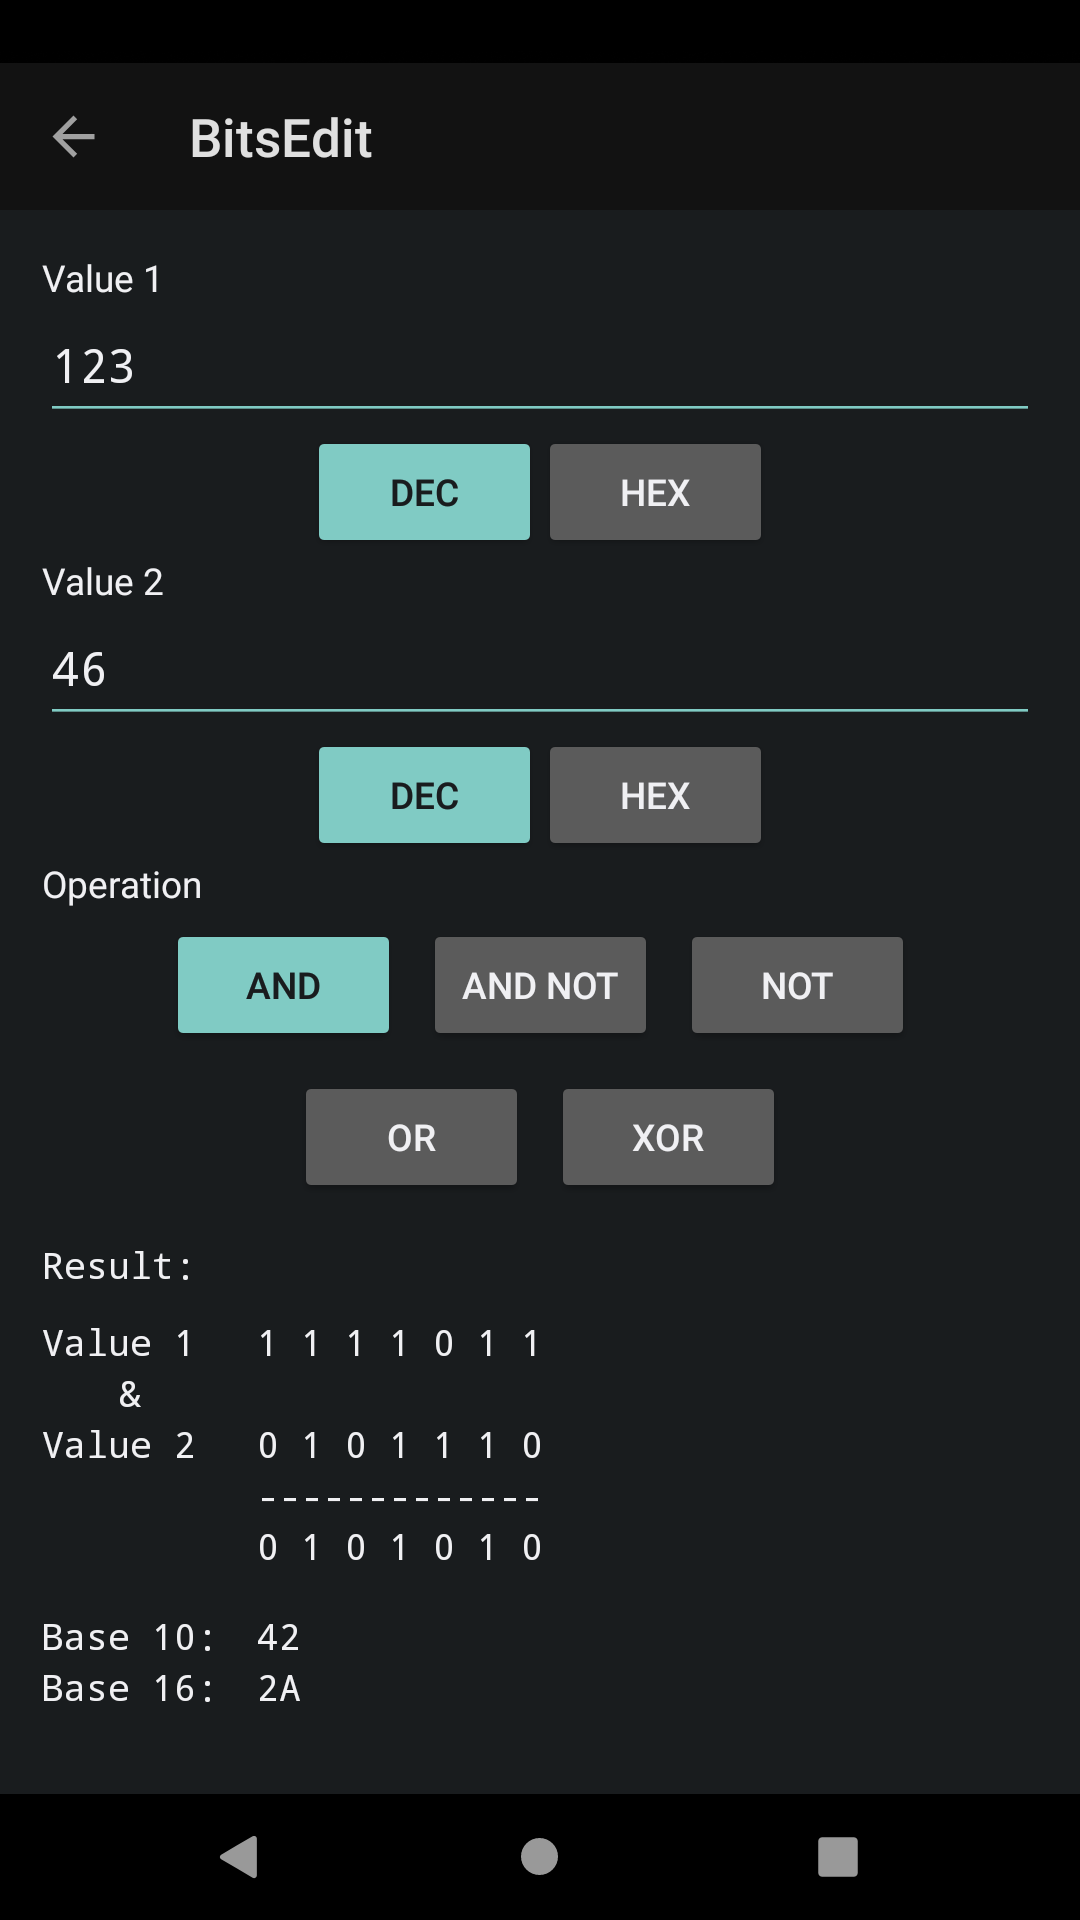 BitsEdit
Value 1
123
DEC HEX
Value 2
46
DEC HEX
Operation
AND AND NOT NOT
OR XOR
Result:
Value 1 1 1 1 1 0 1 1
&
Value 2 0 1 0 1 1 1 0
-------------
0 1 0 1 0 1 0
Base 10: 42
Base 16: 2A